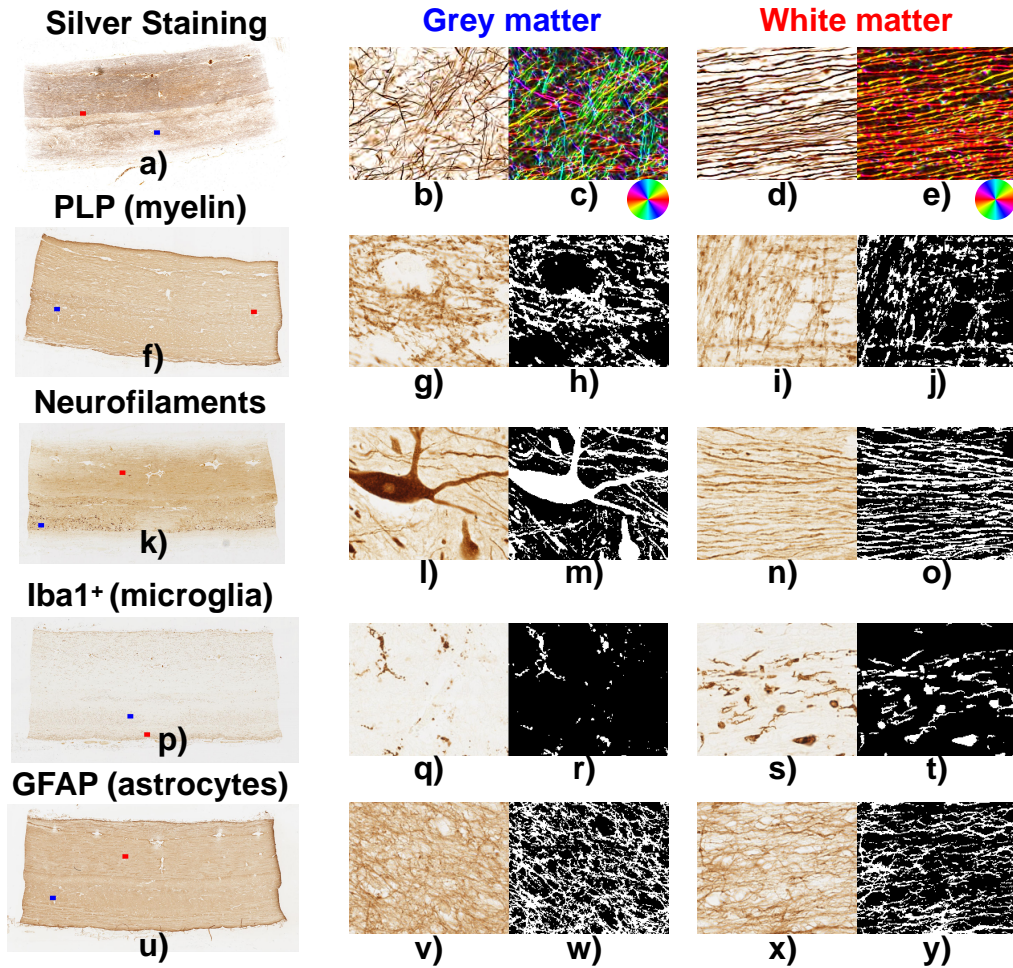 Silver Staining
Grey matter
White matter
a)
b)
c)
d)
e)
PLP (myelin)
f)
g)
h)
i)
j)
Neurofilaments
k)
l)
m)
n)
o)
Iba1⁺ (microglia)
p)
q)
r)
s)
t)
GFAP (astrocytes)
u)
v)
w)
x)
y)